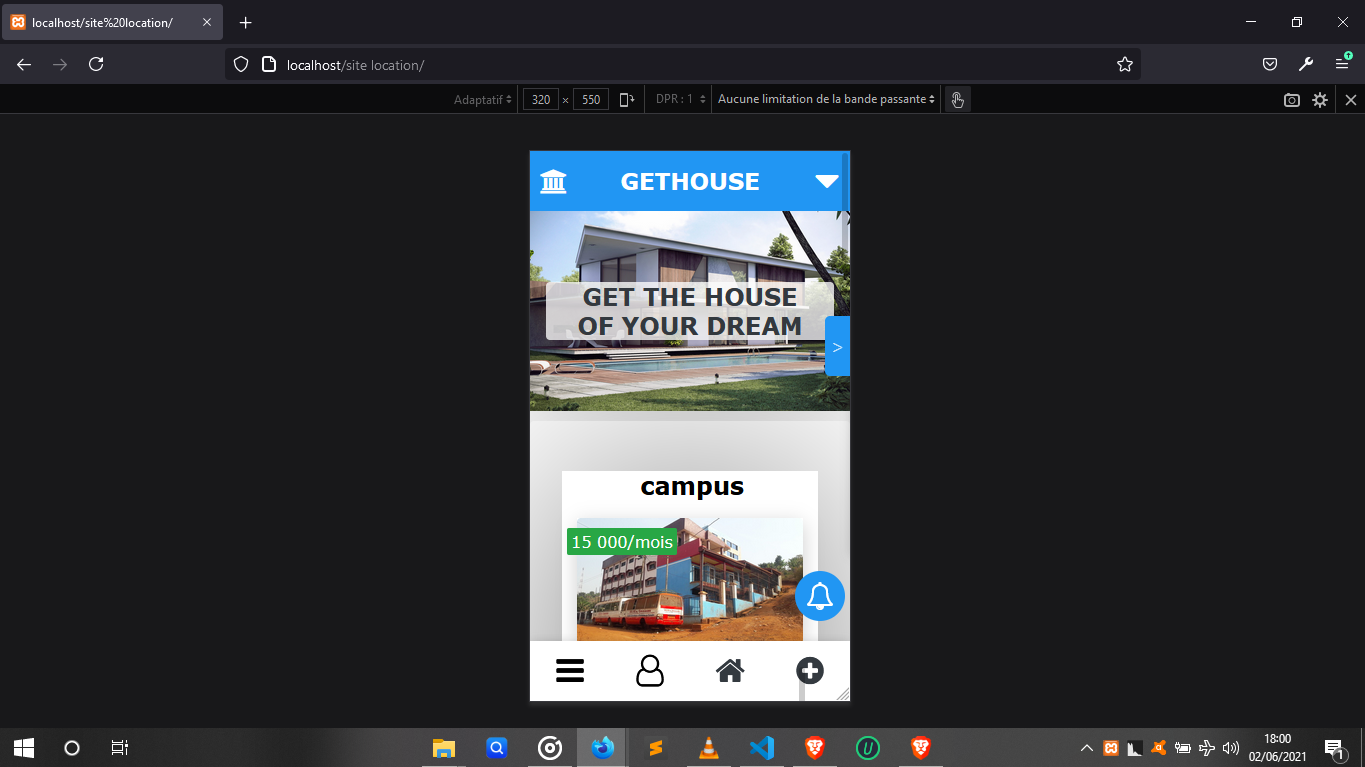 localhost/site%20location/
localhost/site location/
Adaptatif
320 × 550
DPR : 1
Aucune limitation de la bande passante
GETHOUSE
GET THE HOUSE
OF YOUR DREAM
>
campus
15 000/mois
18:00
02/06/2021
1